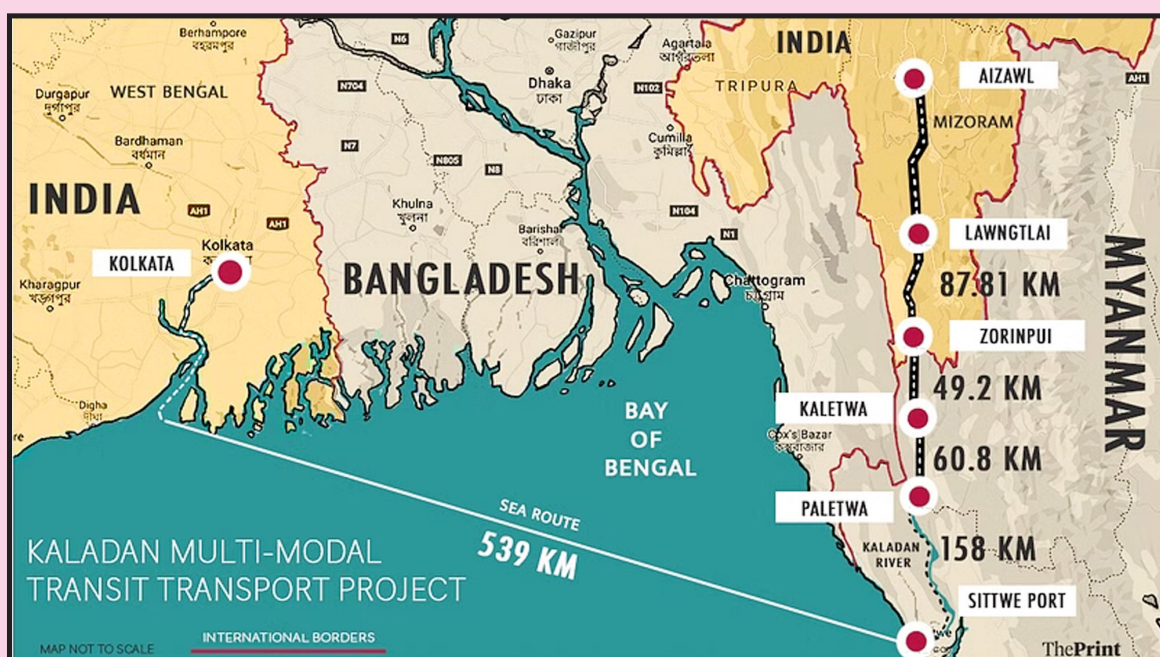 Berhampore
বহরমপুর
N6
Gazipur
গাজীপুর
Agartala
আগরতলা
INDIA
AIZAWL
AH1
Durgapur
দুর্গাপুর
WEST BENGAL
N704
Dhaka
ঢাকা
N102
TRIPURA
MIZORAM
Bardhaman
বর্ধমান
N7
N805
N8
Cumilla
কুমিল্লা
INDIA
AH1
AH1
Khulna
খুলনা
N104
Barishal
বরিশাল
N1
LAWNGTLAI
Kolkata
KOLKATA
Kharagpur
খড়গপুর
BANGLADESH
Chattogram
চট্টগ্রাম
87.81 KM
MYANMAR
ZORINPUI
49.2 KM
Digha
দীঘা
BAY
OF
BENGAL
KALETWA
Cox's Bazar
কক্সবাজার
60.8 KM
PALETWA
SEA ROUTE
539 KM
KALADAN
RIVER
158 KM
KALADAN MULTI-MODAL
TRANSIT TRANSPORT PROJECT
SITTWE PORT
INTERNATIONAL BORDERS
MAP NOT TO SCALE
ThePrint